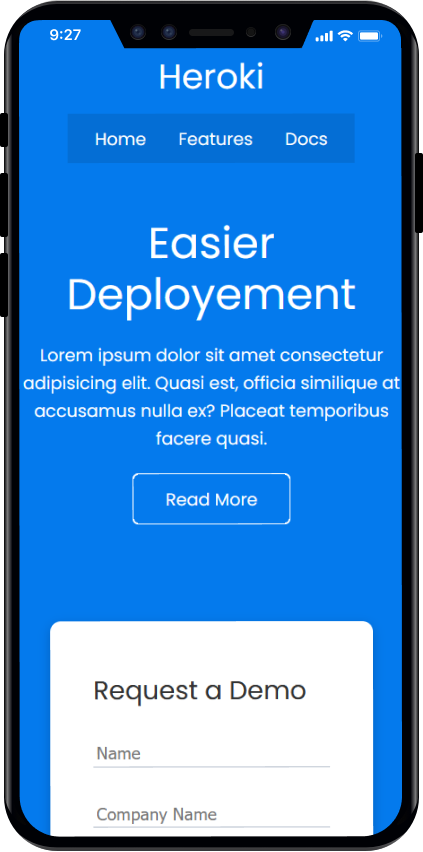 9:27
Heroki
Home Features Docs
Easier
Deployement
Lorem ipsum dolor sit amet consectetur
adipisicing elit. Quasi est, officia similique at
accusamus nulla ex? Placeat temporibus
facere quasi.
Read More
Request a Demo
Name
Company Name